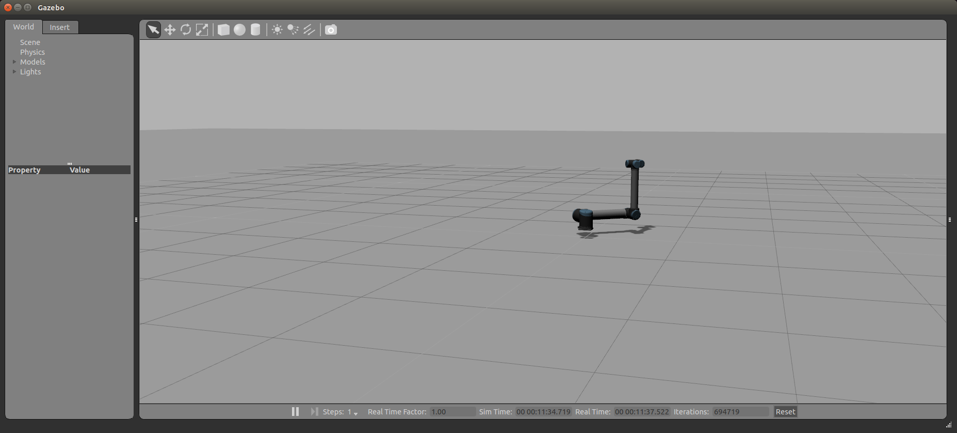 Gazebo
World Insert
Scene
Physics
Models
Lights
Property Value
Steps: 1 Real Time Factor: 1.00 Sim Time: 00 00:11:34.719 Real Time: 00 00:11:37.522 Iterations: 694719 Reset